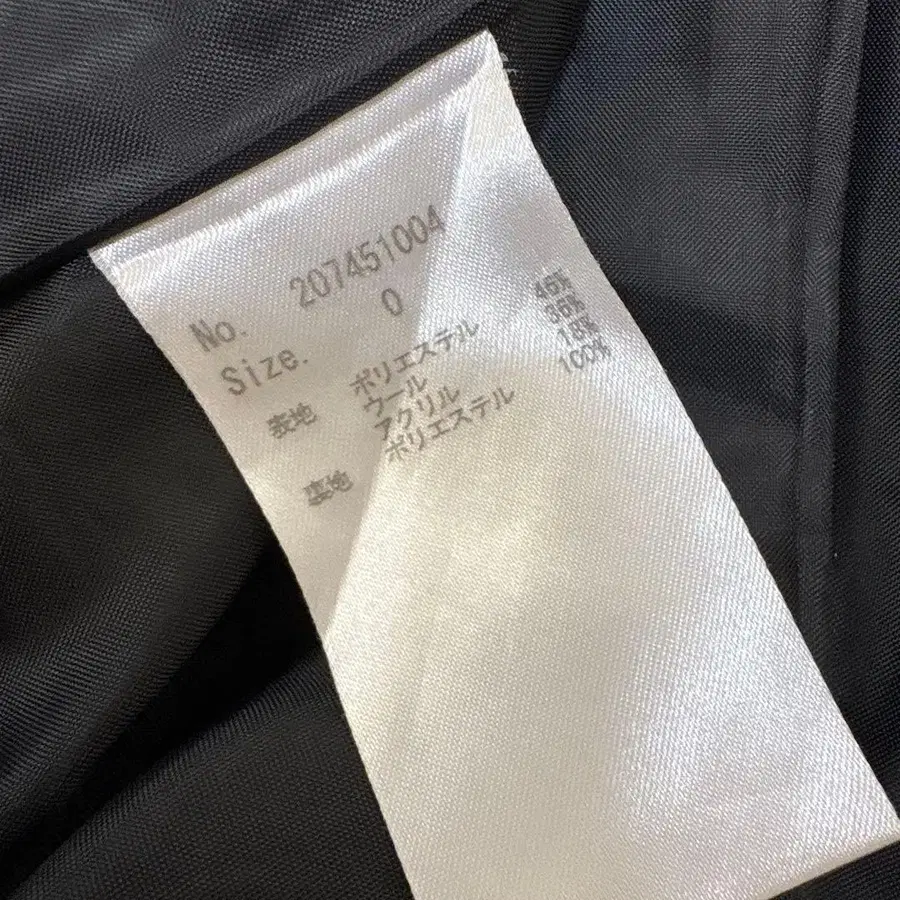 No. 207451004
Size. 0
表地 ポリエステル 46%
ウール 36%
アクリル 18%
裏地 ポリエステル 100%